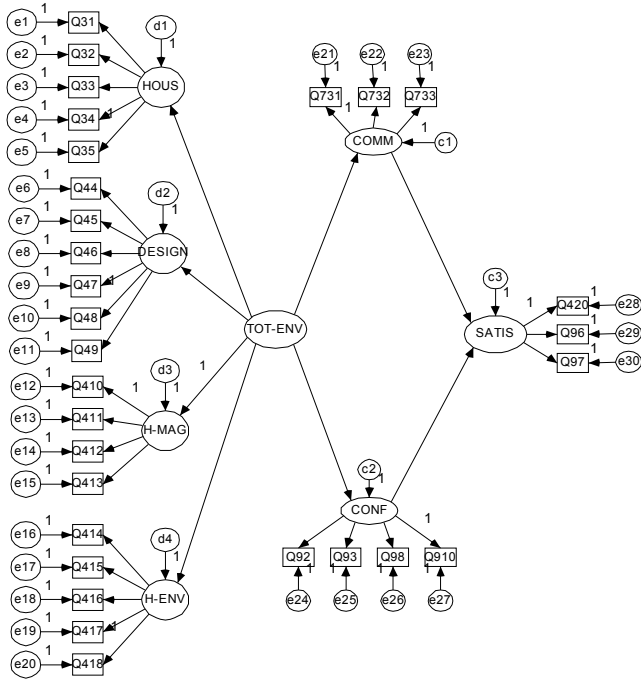 e1 1 Q31
e2 1 Q32
e3 1 Q33
e4 1 Q34 1
e5 1 Q35
d1
1
HOUS
e6 1 Q44
e7 1 Q45
e8 1 Q46
e9 1 Q47 1
e10 1 Q48
e11 1 Q49
d2
1
DESIGN
e12 1 Q410 1
e13 1 Q411
e14 1 Q412
e15 1 Q413
d3
1
H-MAG
e16 1 Q414
e17 1 Q415
e18 1 Q416
e19 1 Q417 1
e20 1 Q418
d4
1
H-ENV
TOT-ENV
1
e21 e22 e23
1 1 1
Q731 Q732 Q733
1
COMM 1 c1
c3
1
SATIS
1 Q420 1 e28
Q96 1 e29
Q97 1 e30
c2
1
CONF
1
Q92 Q93 Q98 Q910
1 1 1 1
e24 e25 e26 e27